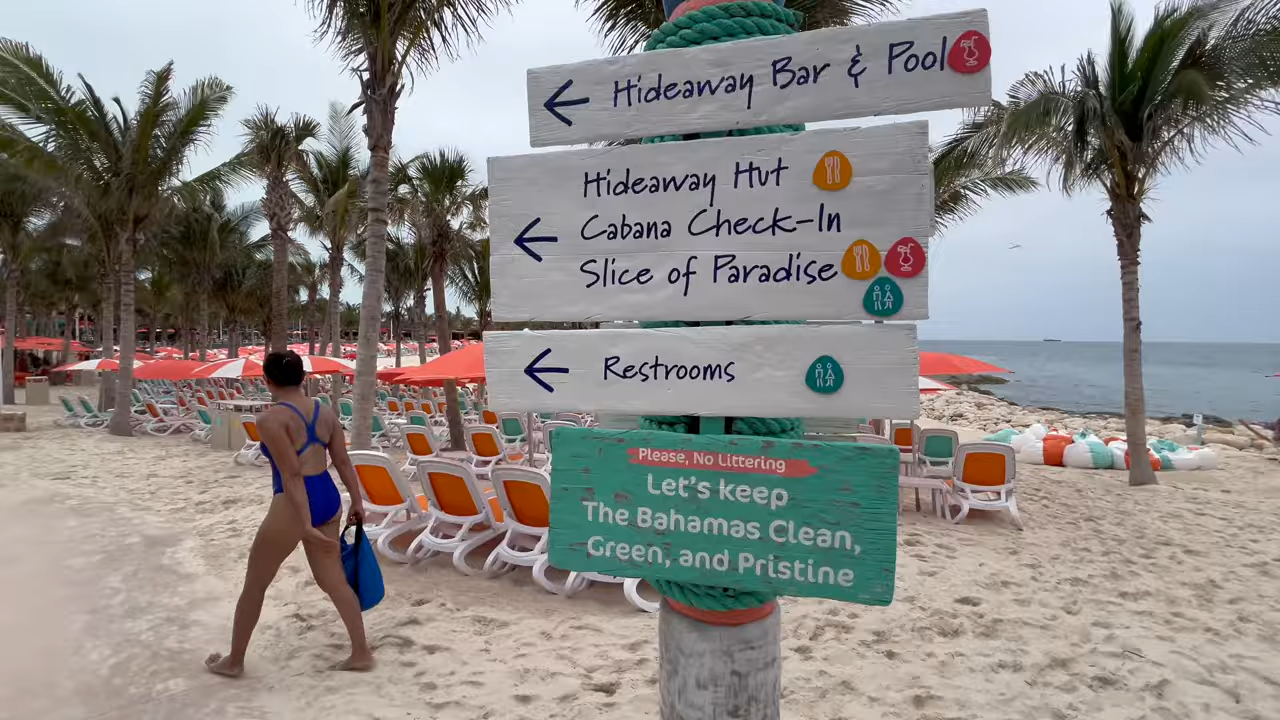 Hideaway Bar & Pool
Hideaway Hut
Cabana Check-In
Slice of Paradise
Restrooms
Please, No Littering
Let's keep
The Bahamas Clean,
Green, and Pristine